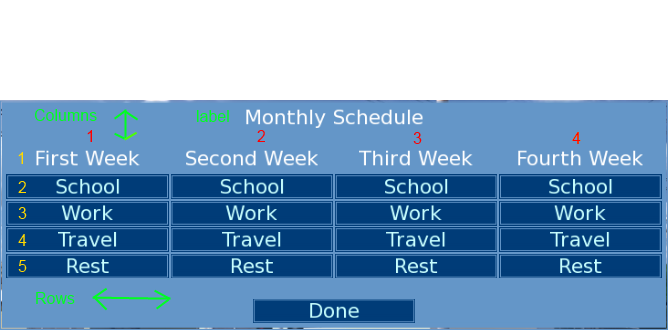 Columns label Monthly Schedule
1 2 3 4
1 First Week Second Week Third Week Fourth Week
2 School School School School
3 Work Work Work Work
4 Travel Travel Travel Travel
5 Rest Rest Rest Rest
Rows
Done